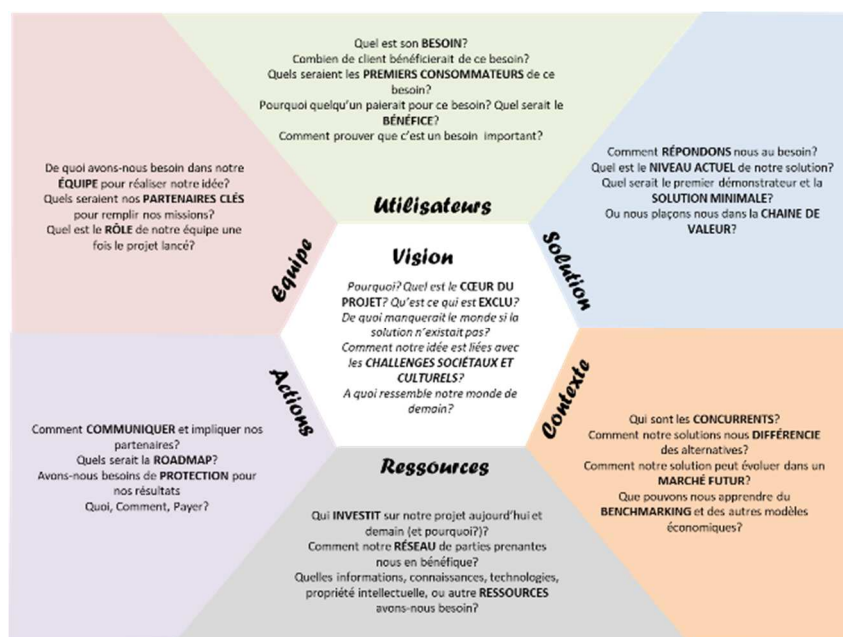 Quel est son BESOIN?
Combien de client bénéficierait de ce besoin?
Quels seraient les PREMIERS CONSOMMATEURS de ce
besoin?
Pourquoi quelqu'un paierait pour ce besoin? Quel serait le
BÉNÉFICE?
Comment prouver que c'est un besoin important?
Utilisateurs
De quoi avons-nous besoin dans notre
ÉQUIPE pour réaliser notre idée?
Quels seraient nos PARTENAIRES CLÉS
pour remplir nos missions?
Quel est le RÔLE de notre équipe une
fois le projet lancé?
Equipe
Comment RÉPONDONS nous au besoin?
Quel est le NIVEAU ACTUEL de notre solution?
Quel serait le premier démonstrateur et la
SOLUTION MINIMALE?
Ou nous plaçons nous dans la CHAINE DE
VALEUR?
Solution
Vision
Pourquoi? Quel est le CŒUR DU
PROJET? Qu'est ce qui est EXCLU?
De quoi manquerait le monde si la
solution n'existait pas?
Comment notre idée est liées avec
les CHALLENGES SOCIÉTAUX ET
CULTURELS?
A quoi ressemble notre monde de
demain?
Actions
Comment COMMUNIQUER et impliquer nos
partenaires?
Quels serait la ROADMAP?
Avons-nous besoins de PROTECTION pour
nos résultats
Quoi, Comment, Payer?
Contexte
Qui sont les CONCURRENTS?
Comment notre solutions nous DIFFÉRENCIE
des alternatives?
Comment notre solution peut évoluer dans un
MARCHÉ FUTUR?
Que pouvons nous apprendre du
BENCHMARKING et des autres modèles
économiques?
Ressources
Qui INVESTIT sur notre projet aujourd'hui et
demain (et pourquoi?)?
Comment notre RÉSEAU de parties prenantes
nous en bénéfique?
Quelles informations, connaissances, technologies,
propriété intellectuelle, ou autre RESSOURCES
avons-nous besoin?